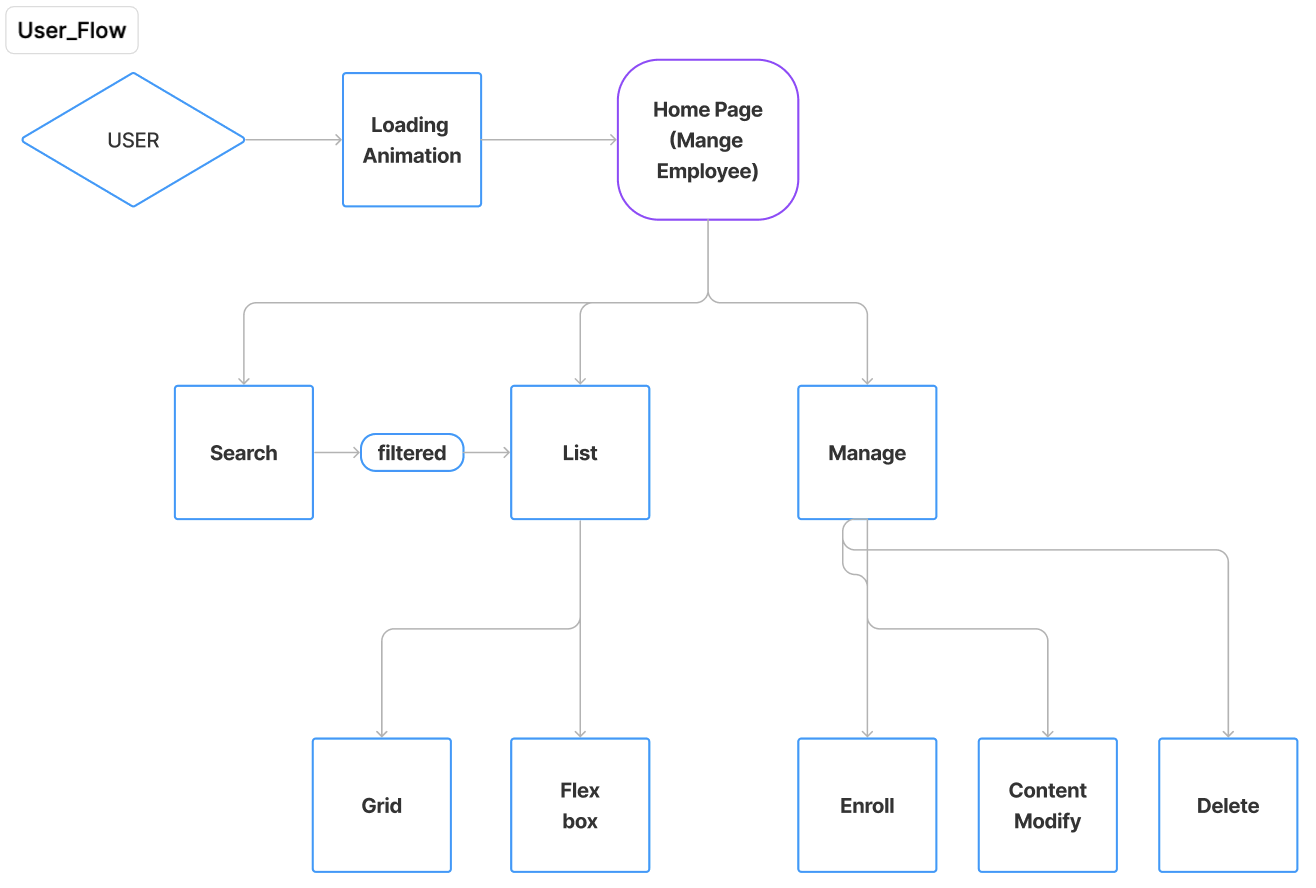 User_Flow
USER
Loading
Animation
Home Page
(Mange
Employee)
Search
filtered
List
Manage
Grid
Flex
box
Enroll
Content
Modify
Delete